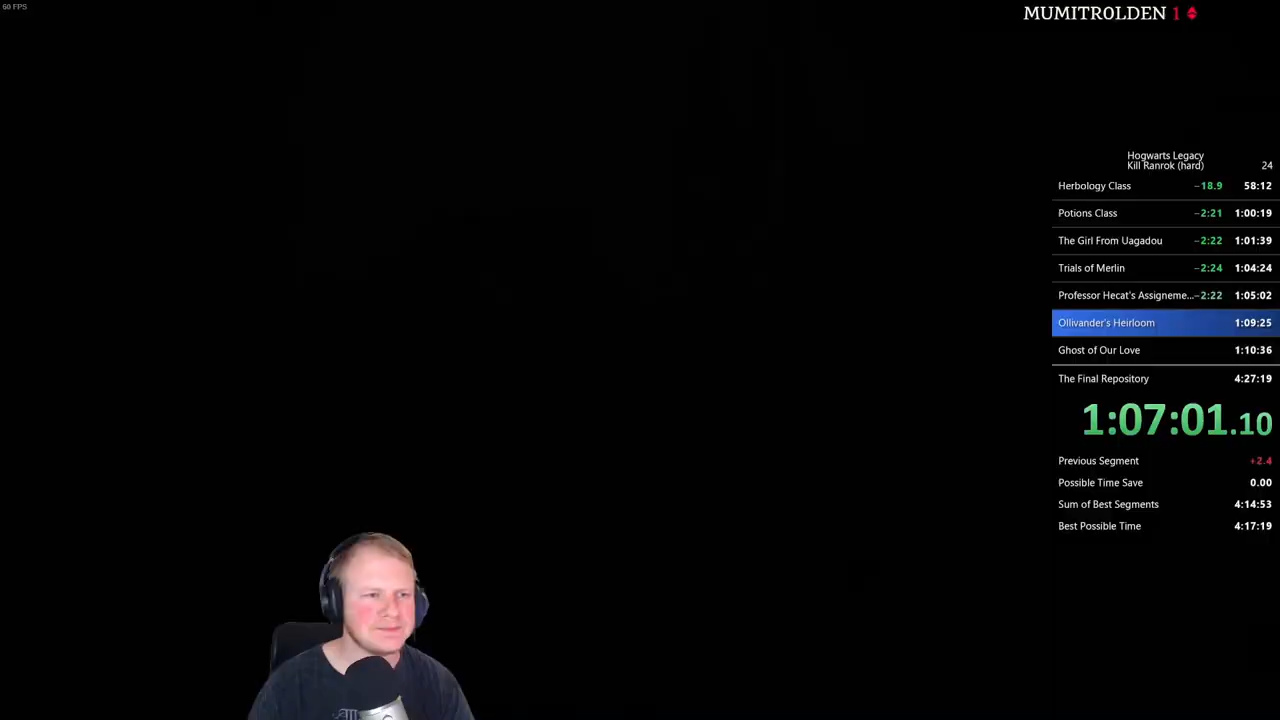 60 FPS
MUMITR0LDEN 1
Hogwarts Legacy
Kill Ranrok (hard) 24
Herbology Class -18.9 58:12
Potions Class -2:21 1:00:19
The Girl From Uagadou -2:22 1:01:39
Trials of Merlin -2:24 1:04:24
Professor Hecat's Assigneme... -2:22 1:05:02
Ollivander's Heirloom 1:09:25
Ghost of Our Love 1:10:36
The Final Repository 4:27:19
1:07:01.10
Previous Segment +2.4
Possible Time Save 0.00
Sum of Best Segments 4:14:53
Best Possible Time 4:17:19